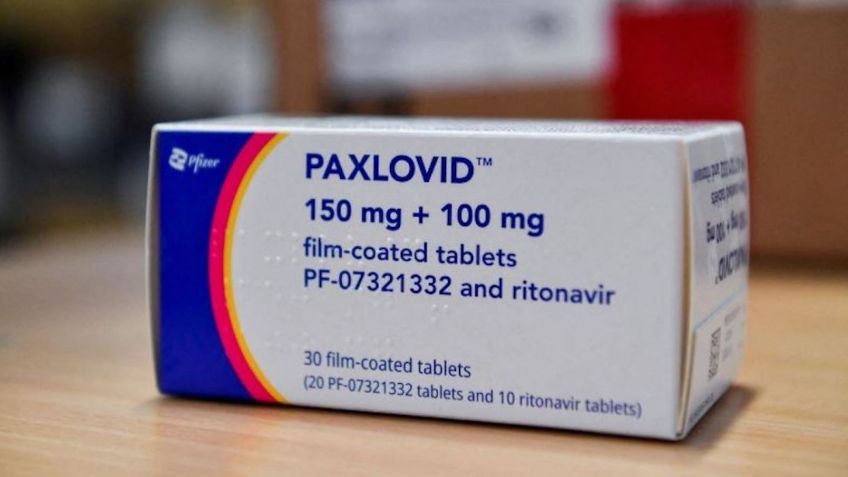 Pfizer
PAXLOVID™
150 mg + 100 mg
film-coated tablets
PF-07321332 and ritonavir
30 film-coated tablets
(20 PF-07321332 tablets and 10 ritonavir tablets)